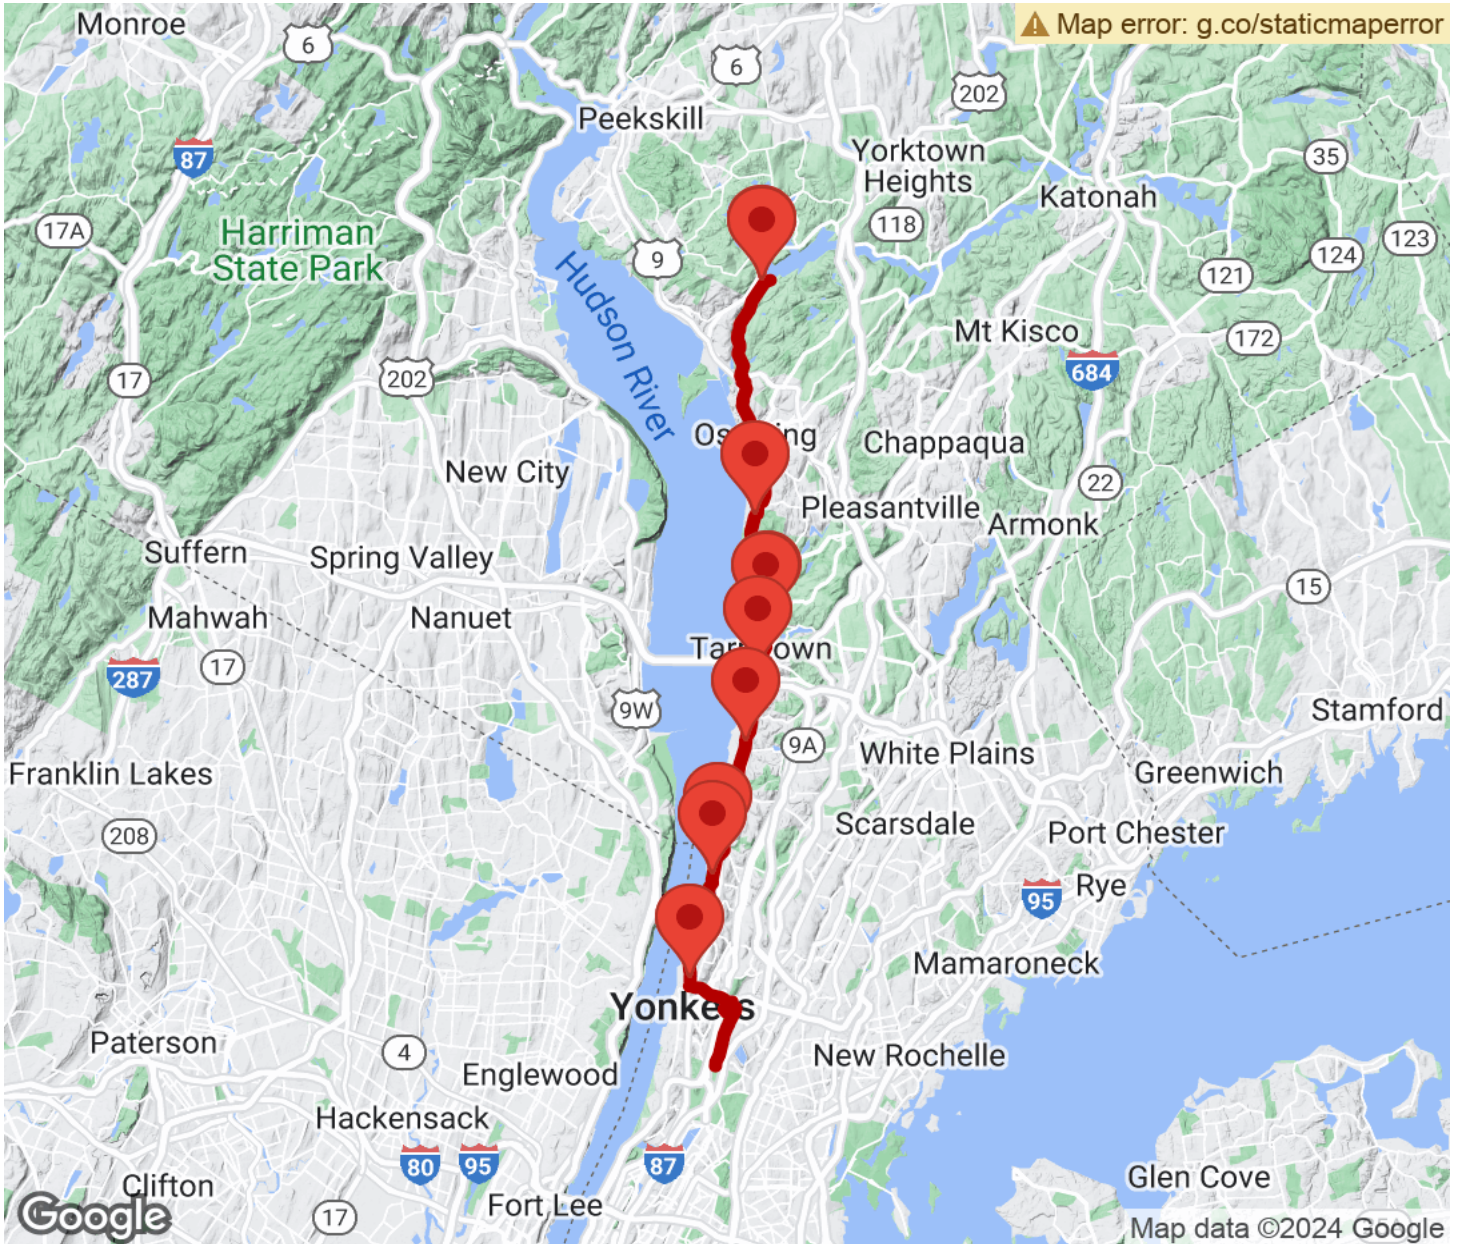 Monroe
6
Map error: g.co/staticmaperror
6
202
Peekskill
87
Yorktown
Heights
35
Katonah
17A
Harriman
State Park
118
9
123
124
121
Hudson River
Mt Kisco
172
17
202
684
Chappaqua
New City
22
Pleasantville
Armonk
Suffern
Spring Valley
15
Mahwah
Nanuet
17
287
9W
Stamford
9A
White Plains
Franklin Lakes
Greenwich
208
Scarsdale
Port Chester
Rye
95
Mamaroneck
Paterson
4
New Rochelle
Englewood
Hackensack
80
95
87
Glen Cove
Clifton
Fort Lee
17
Google
Map data ©2024 Google